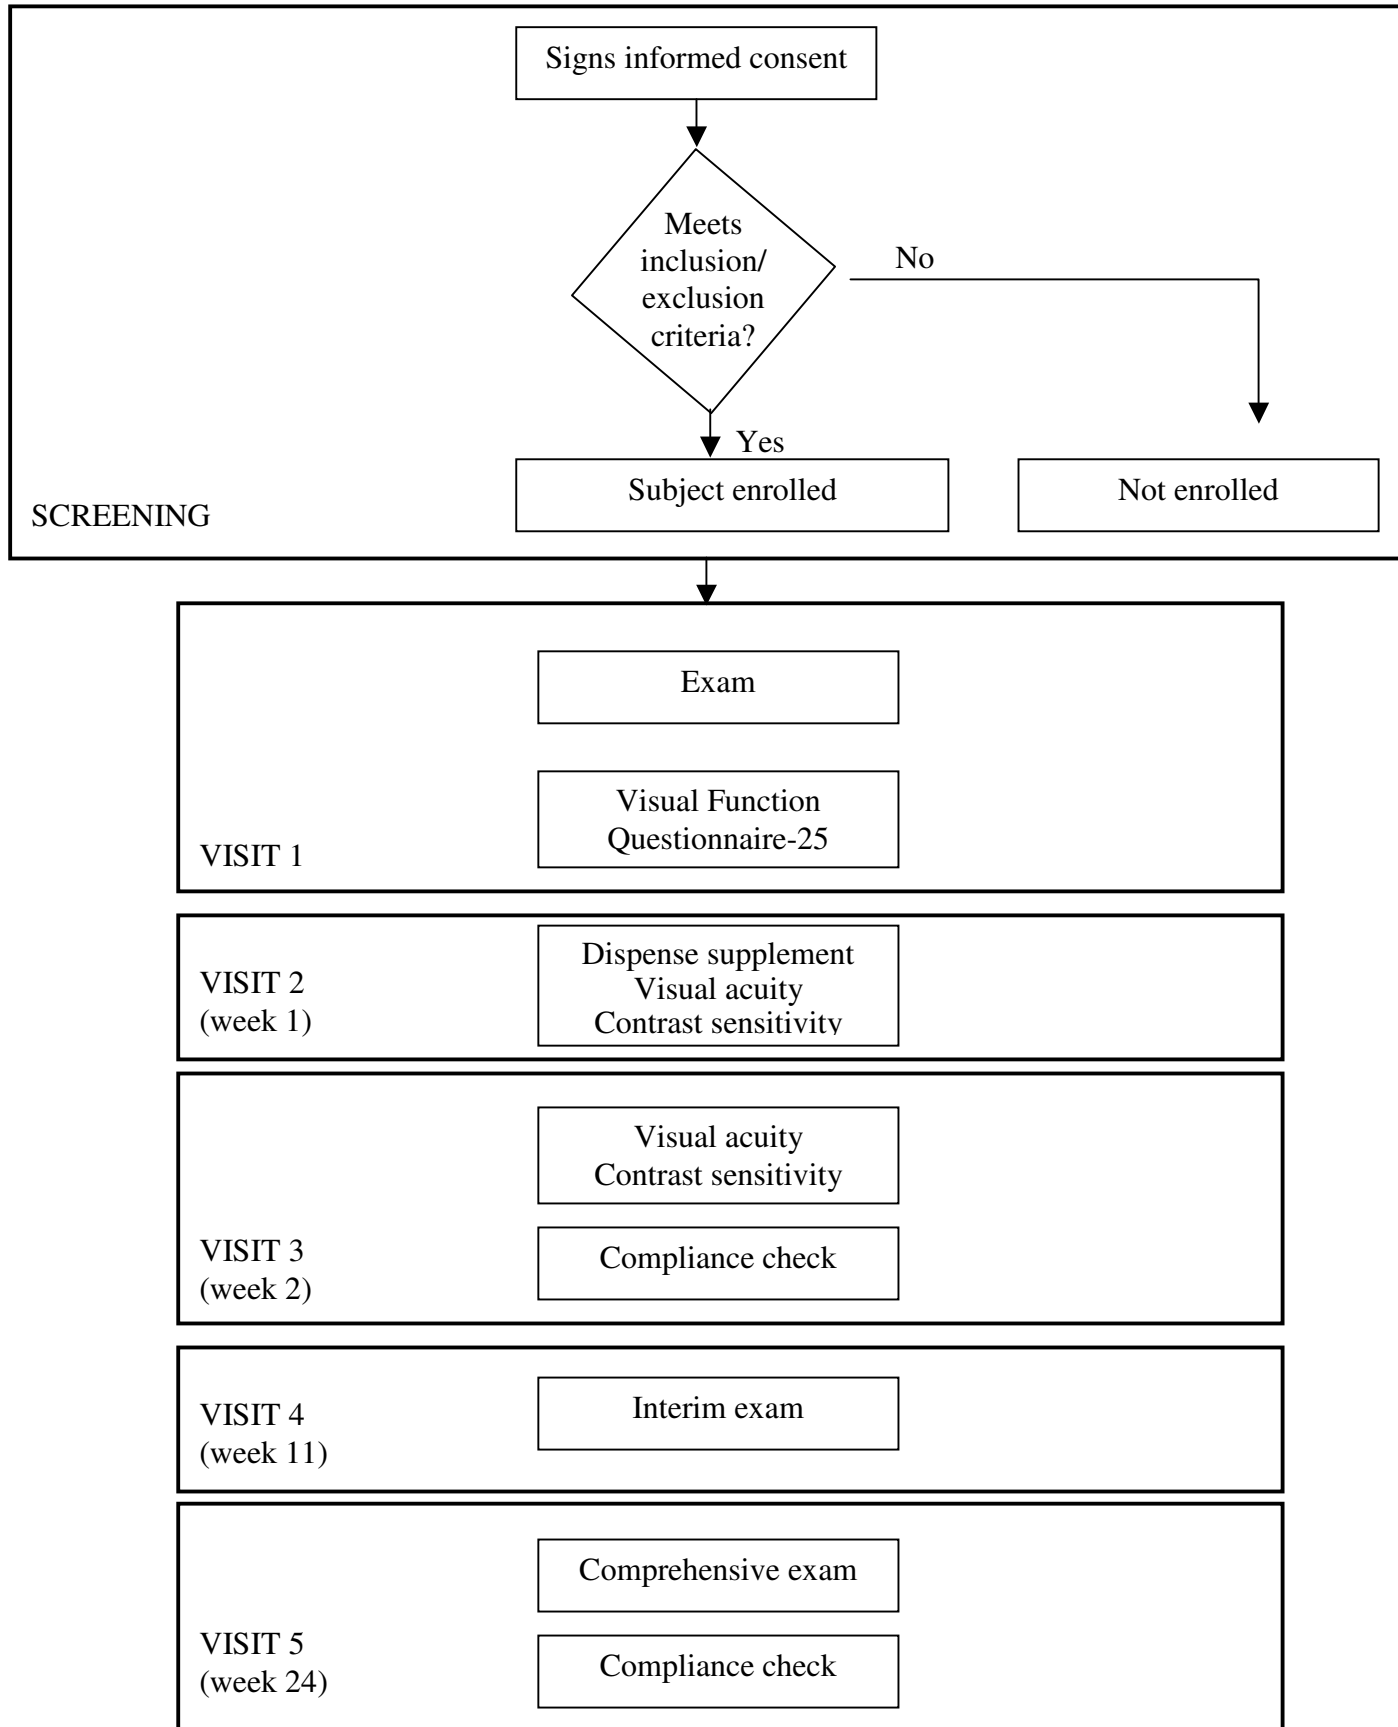 Signs informed consent
Meets
inclusion/
exclusion
criteria?
No
Yes
Subject enrolled
Not enrolled
SCREENING
Exam
Visual Function
Questionnaire-25
VISIT 1
Dispense supplement
Visual acuity
Contrast sensitivity
VISIT 2
(week 1)
Visual acuity
Contrast sensitivity
Compliance check
VISIT 3
(week 2)
Interim exam
VISIT 4
(week 11)
Comprehensive exam
Compliance check
VISIT 5
(week 24)